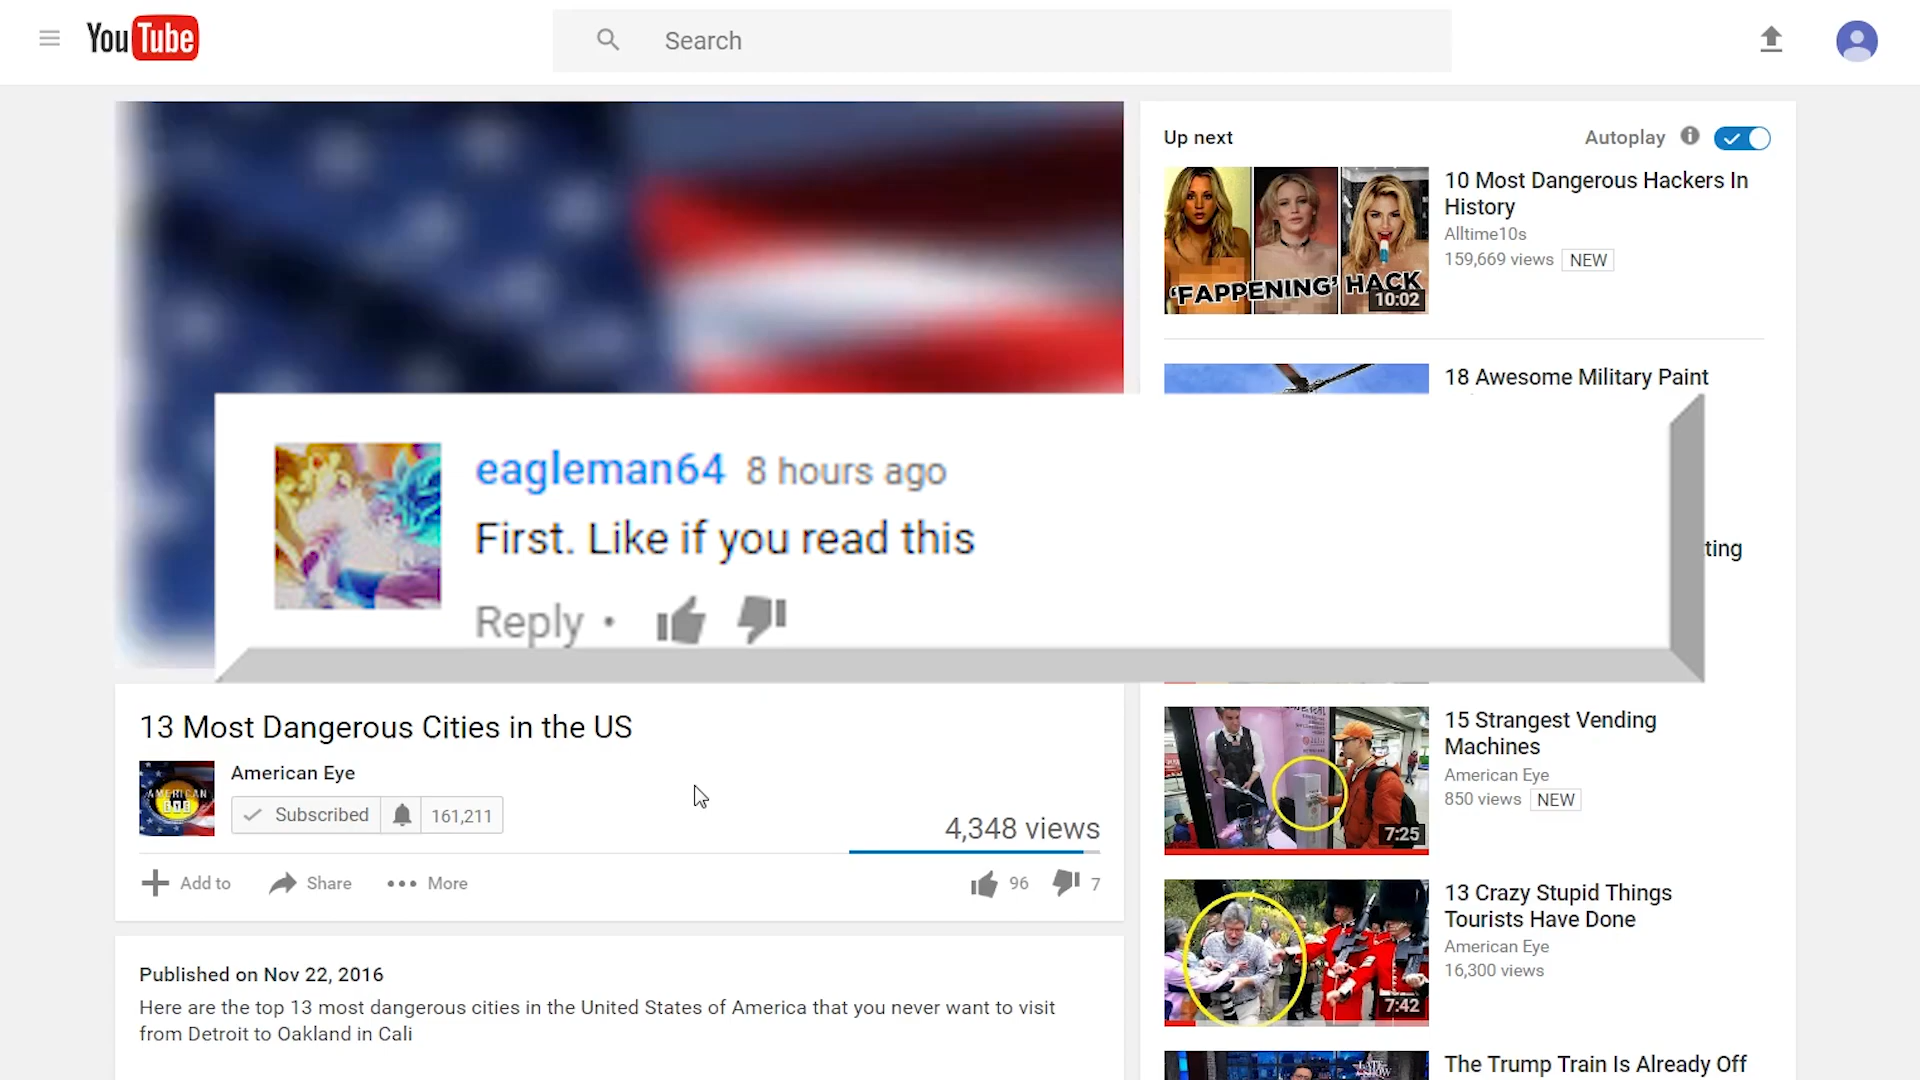 YouTube
Search
Up next
Autoplay
10 Most Dangerous Hackers In
History
Alltime10s
159,669 views NEW
'FAPPENING' HACK
10:02
18 Awesome Military Paint
eagleman64 8 hours ago
First. Like if you read this
Reply •
ting
13 Most Dangerous Cities in the US
American Eye
AMERICAN
EYE
Subscribed 161,211
4,348 views
Add to Share More
96 7
15 Strangest Vending
Machines
American Eye
850 views NEW
7:25
13 Crazy Stupid Things
Tourists Have Done
American Eye
16,300 views
7:42
Published on Nov 22, 2016
Here are the top 13 most dangerous cities in the United States of America that you never want to visit
from Detroit to Oakland in Cali
The Trump Train Is Already Off